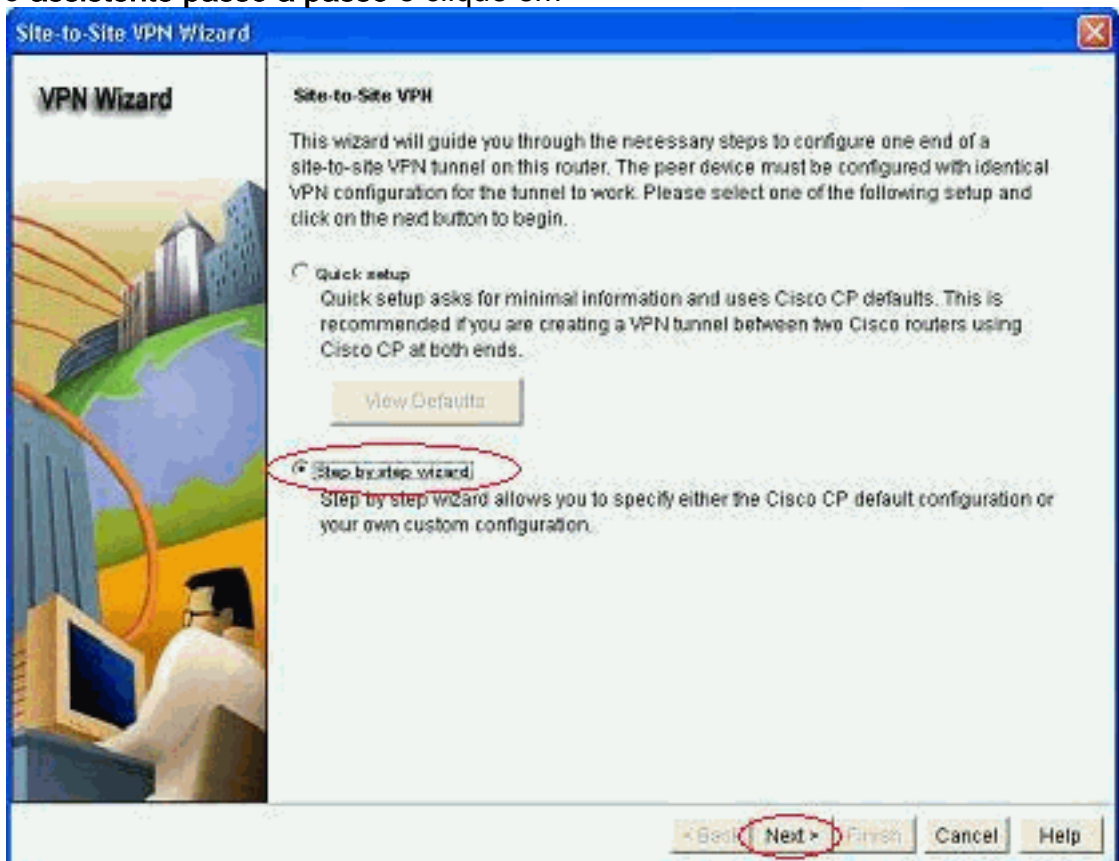 o assistente passo a passo e clique em
Site-to-Site VPN Wizard
VPN Wizard
Site-to-Site VPN
This wizard will guide you through the necessary steps to configure one end of a
site-to-site VPN tunnel on this router. The peer device must be configured with identical
VPN configuration for the tunnel to work. Please select one of the following setup and
click on the next button to begin.
Quick setup
Quick setup asks for minimal information and uses Cisco CP defaults. This is
recommended if you are creating a VPN tunnel between two Cisco routers using
Cisco CP at both ends.
View Defaults
Step by step wizard
Step by step wizard allows you to specify either the Cisco CP default configuration or
your own custom configuration.
< Back Next > Finish Cancel Help